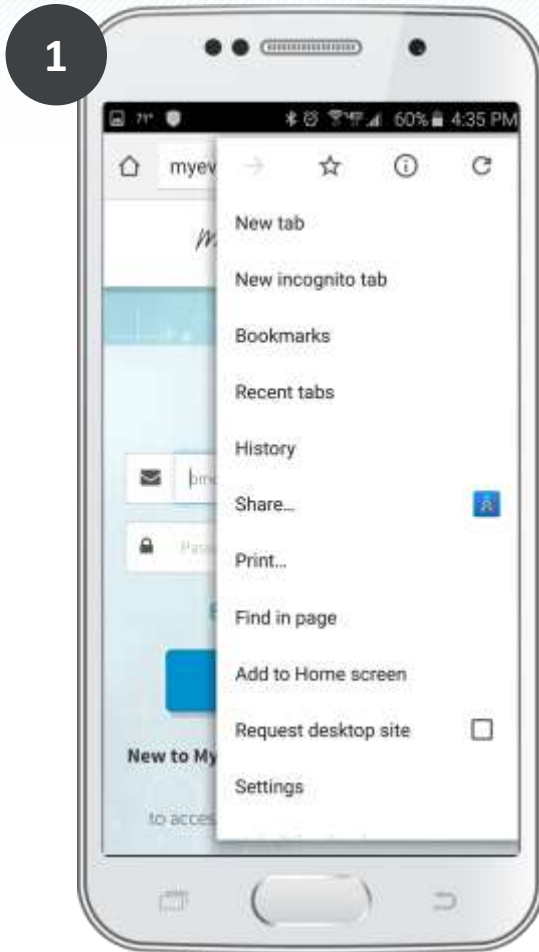 1
71° 60% 4:35 PM
myev
New tab
New incognito tab
Bookmarks
Recent tabs
History
Share...
Print...
Find in page
Add to Home screen
Request desktop site
Settings
New to My
to acces